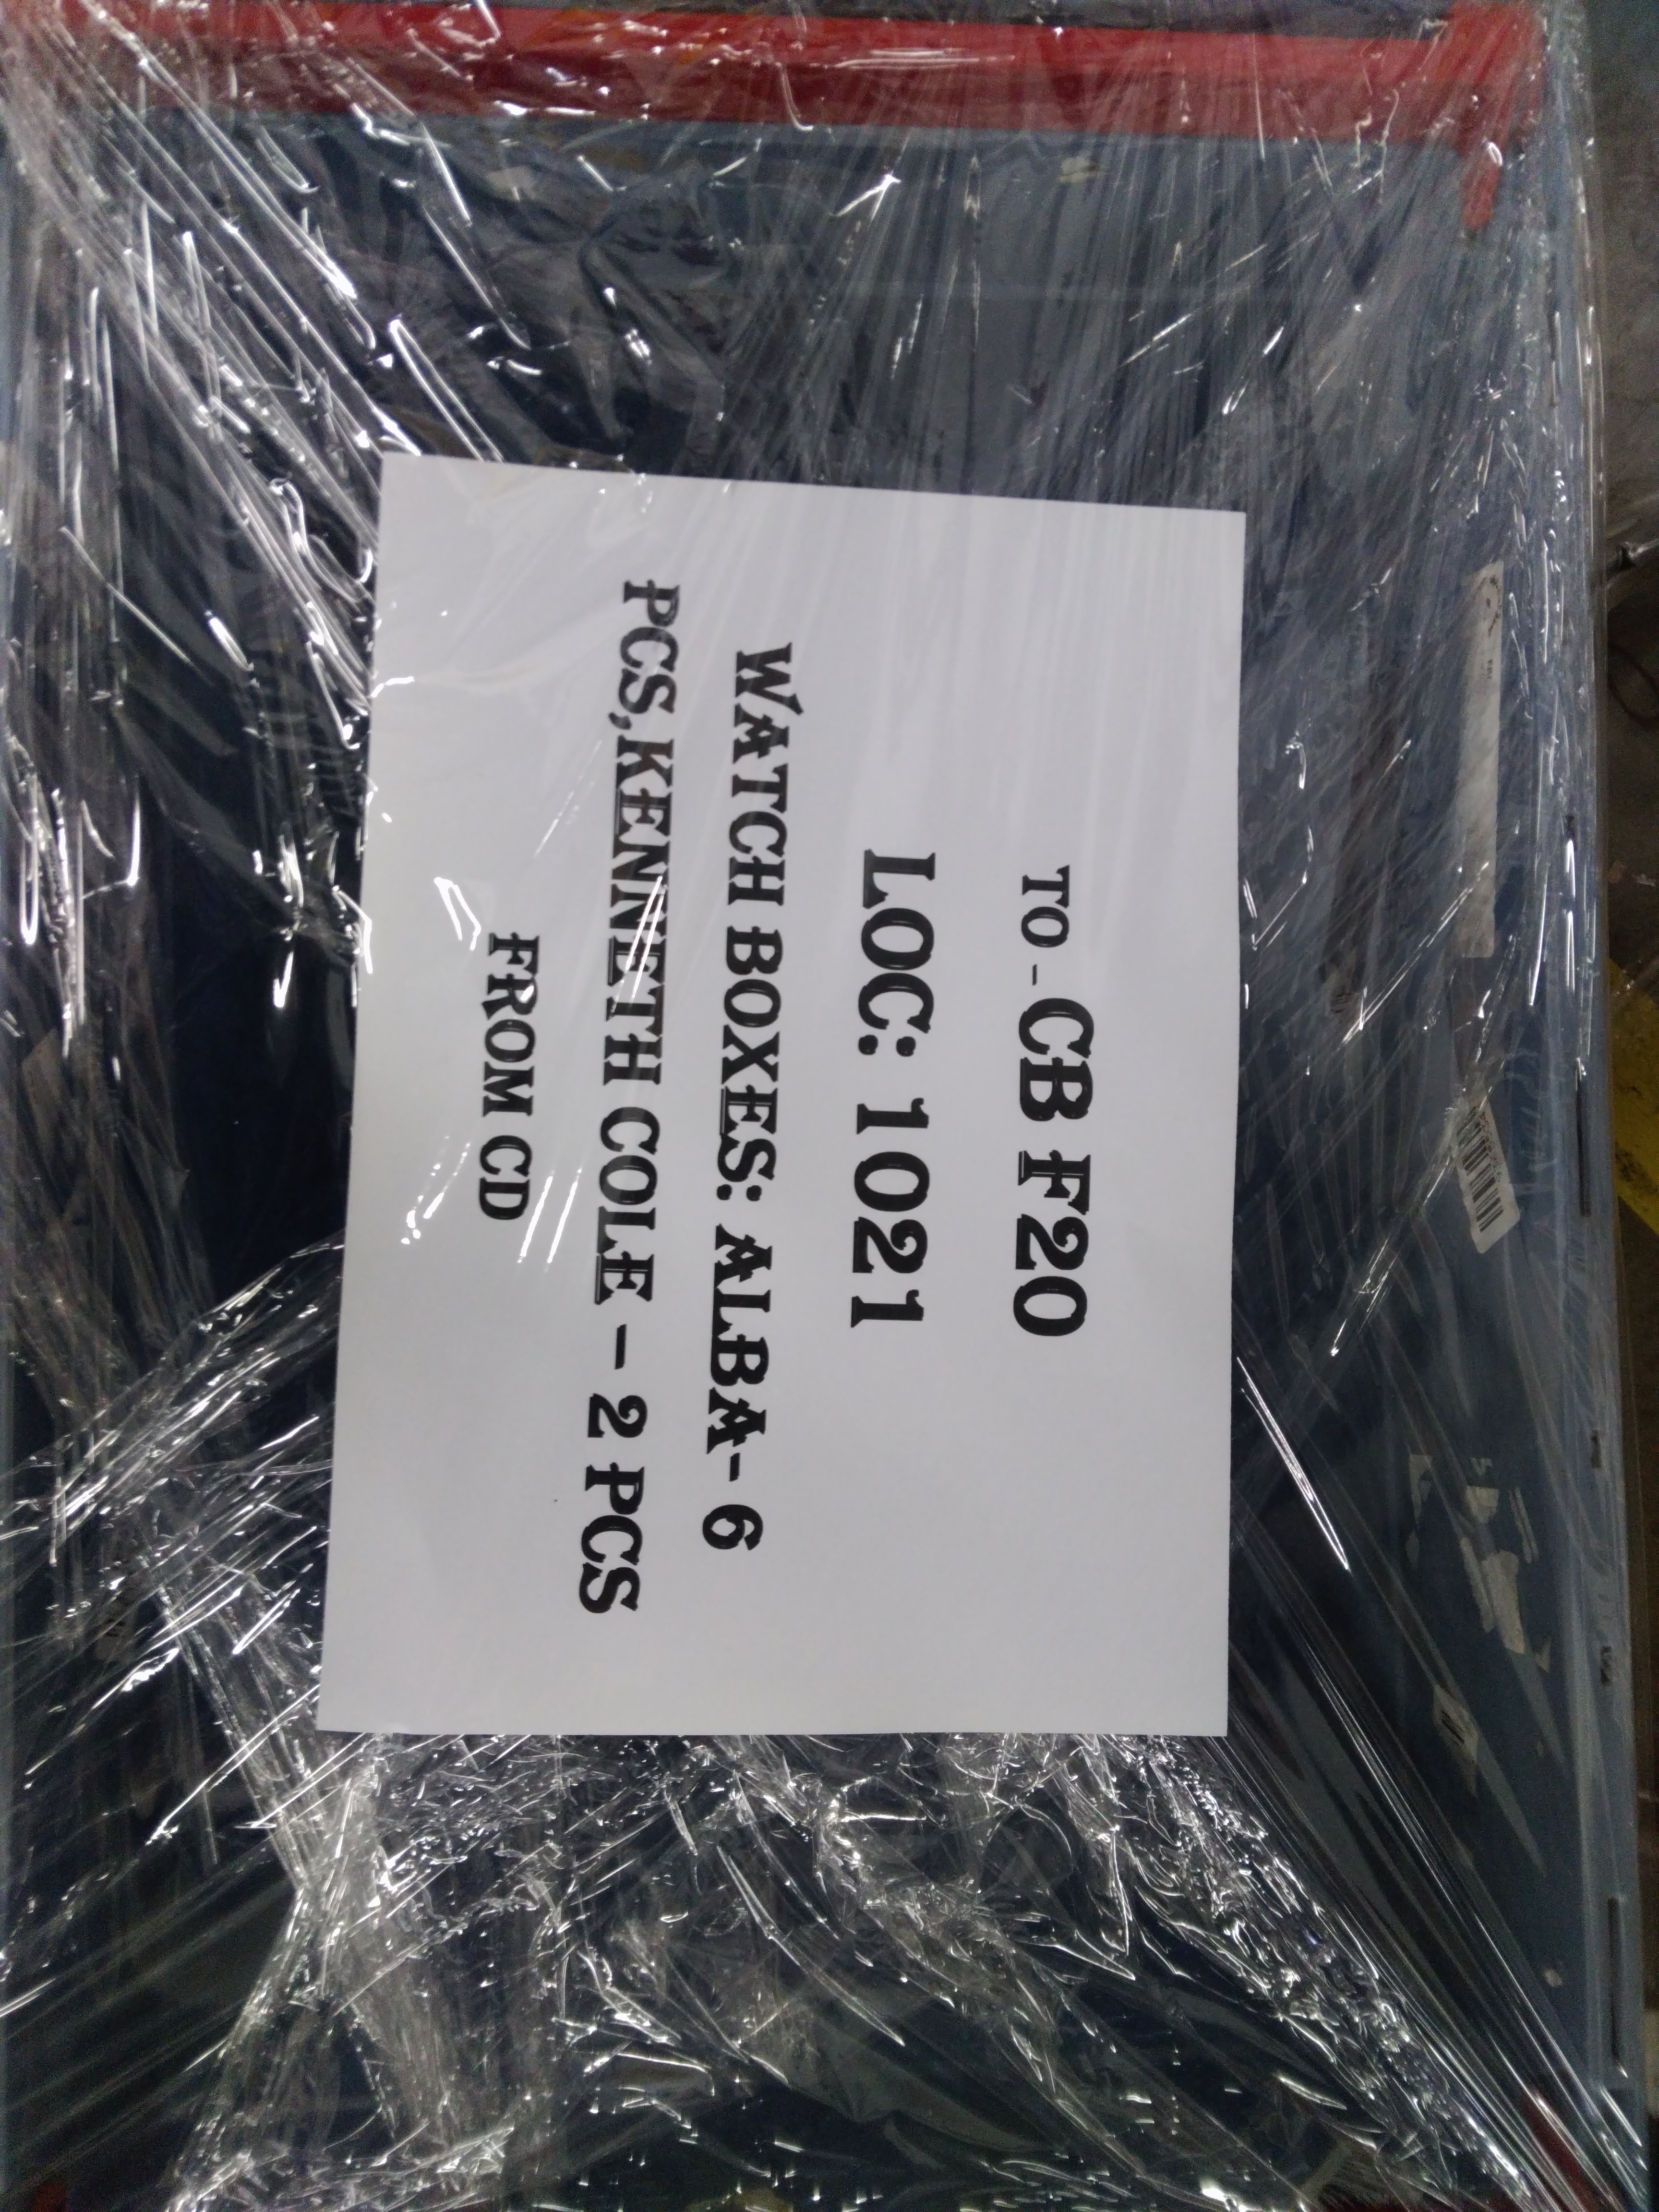 TO - CB F20
LOC: 1021
WATCH BOXES: ALBA- 6
PCS,KENNETH COLE - 2 PCS
FROM CD